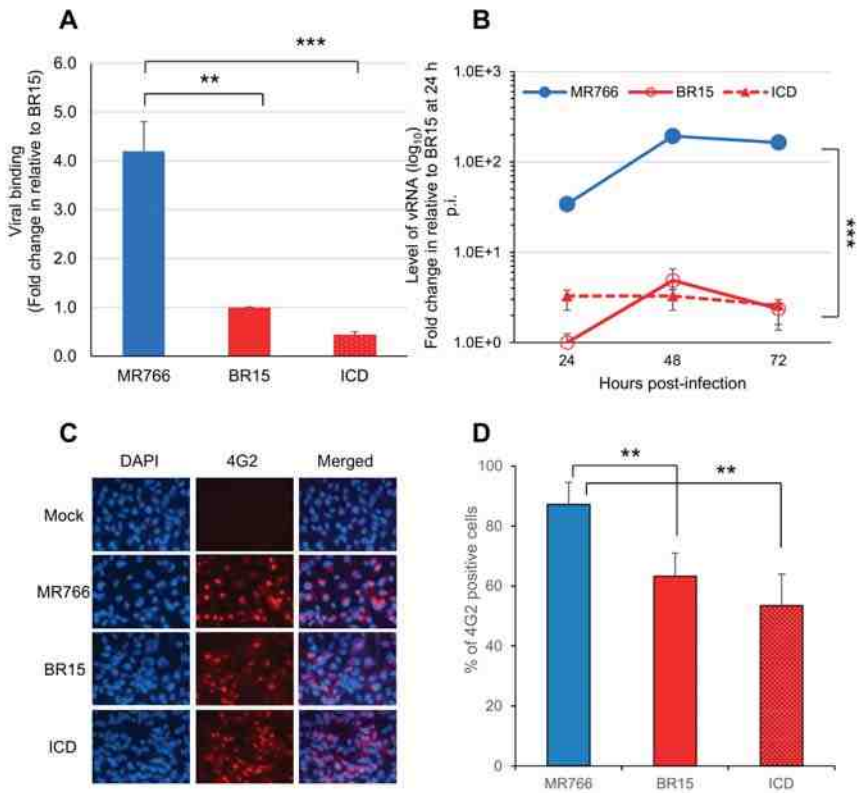 A
Viral binding
(Fold change in relative to BR15)
6.0
5.0
4.0
3.0
2.0
1.0
0.0
***
**
MR766
BR15
ICD
B
Level of vRNA (log10)
Fold change in relative to BR15 at 24 h
p.i.
1.0E+3
1.0E+2
1.0E+1
1.0E+0
MR766
BR15
ICD
***
24
48
72
Hours post-infection
C
DAPI
4G2
Merged
Mock
MR766
BR15
ICD
D
% of 4G2 positive cells
100
80
60
40
20
0
**
**
MR766
BR15
ICD